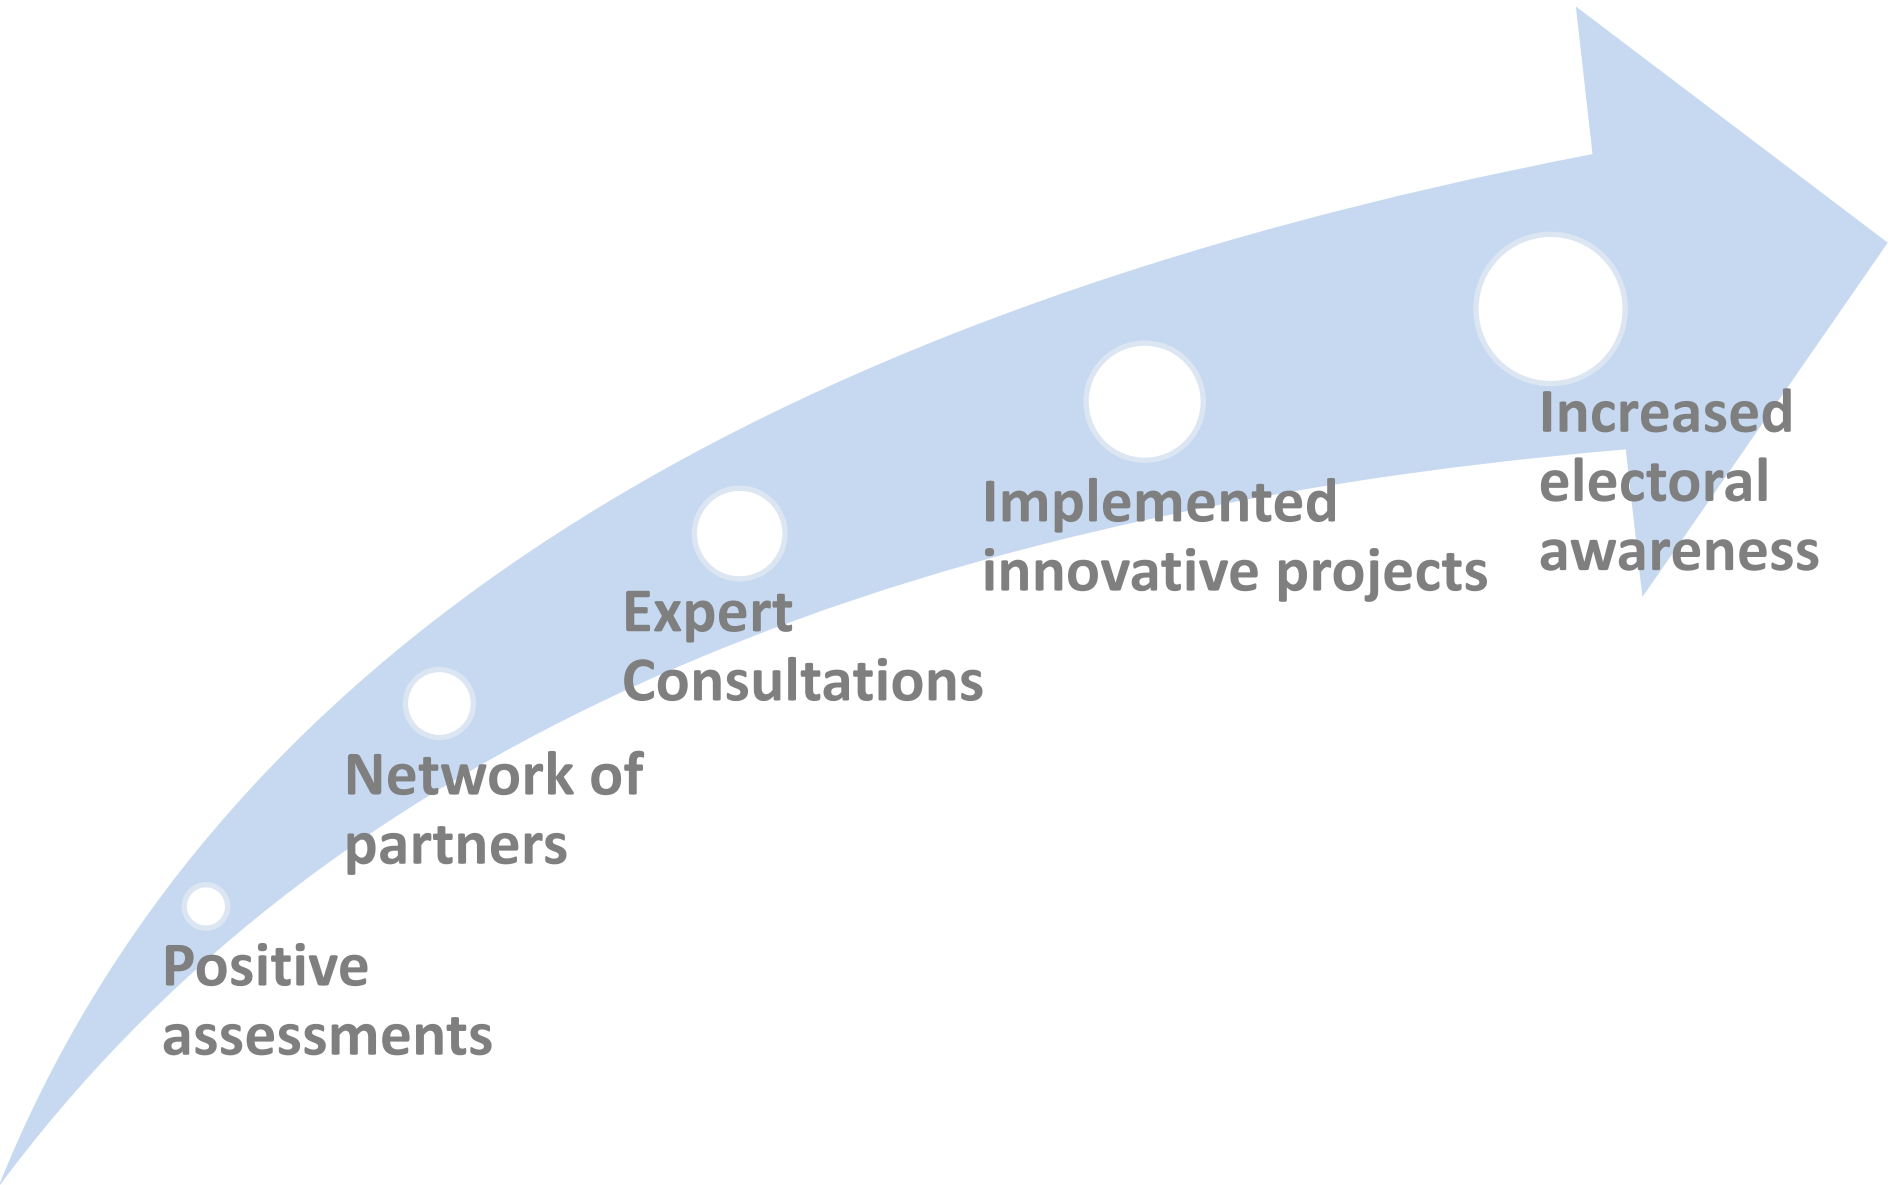 Increased
electoral
awareness
Implemented
innovative projects
Expert
Consultations
Network of
partners
Positive
assessments